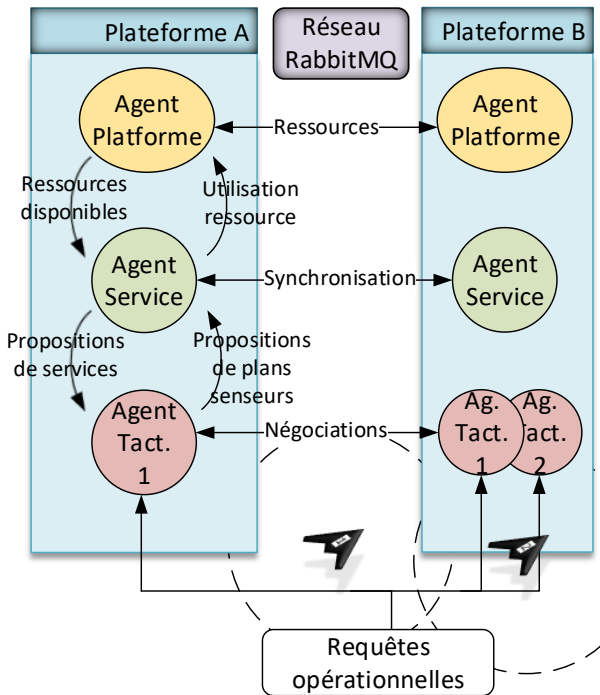 Plateforme A
Réseau
RabbitMQ
Plateforme B
Agent
Platforme
Ressources
Agent
Platforme
Ressources
disponibles
Utilisation
ressource
Agent
Service
Synchronisation
Agent
Service
Propositions
de services
Propositions
de plans
senseurs
Agent
Tact.
1
Négociations
Ag.
Tact.
1
Ag.
Tact.
2
Requêtes
opérationnelles